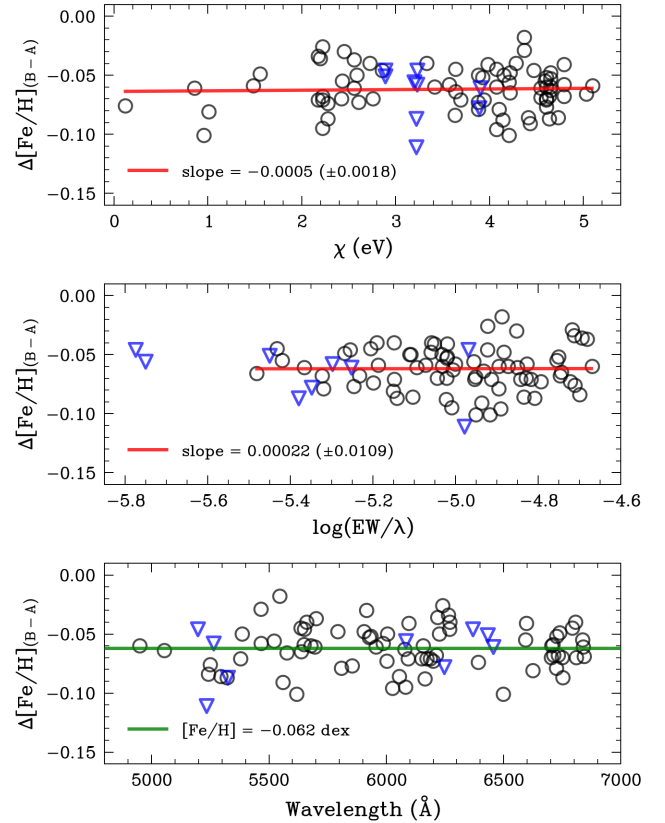 0.00
−0.05
−0.10
−0.15
Δ[Fe/H](B−A)
slope = −0.0005 (±0.0018)
0 1 2 3 4 5
χ (eV)
0.00
−0.05
−0.10
−0.15
Δ[Fe/H](B−A)
slope = 0.00022 (±0.0109)
−5.8 −5.6 −5.4 −5.2 −5.0 −4.8 −4.6
log(EW/λ)
0.00
−0.05
−0.10
−0.15
Δ[Fe/H](B−A)
[Fe/H] = −0.062 dex
5000 5500 6000 6500 7000
Wavelength (Å)